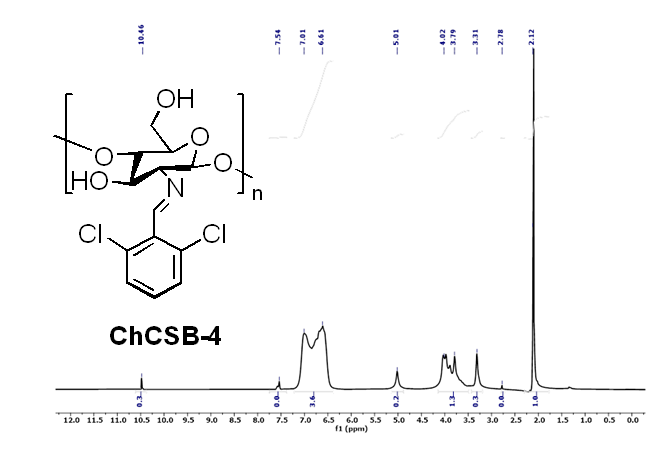 10.46 7.54 7.01 6.61 5.01 4.02 3.79 3.31 2.78 2.12
OH
O
O
O
HO
N
n
Cl Cl
ChCSB-4
0.3 0.0 3.6 0.2 1.3 0.3 0.0 1.0
12.0 11.5 11.0 10.5 10.0 9.5 9.0 8.5 8.0 7.5 7.0 6.5 6.0 5.5 5.0 4.5 4.0 3.5 3.0 2.5 2.0 1.5 1.0 0.5 0.0
f1 (ppm)